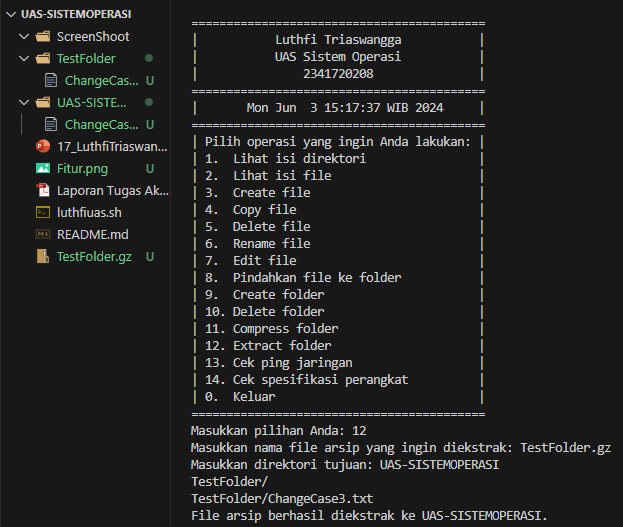 UAS-SISTEMOPERASI
ScreenShoot
TestFolder
ChangeCas... U
UAS-SISTE...
ChangeCas... U
17_LuthfiTriaswan...
Fitur.png U
Laporan Tugas Ak...
luthfiuas.sh
README.md
TestFolder.gz U
==========================================
| Luthfi Triaswangga |
| UAS Sistem Operasi |
| 2341720208 |
==========================================
| Mon Jun  3 15:17:37 WIB 2024 |
==========================================
| Pilih operasi yang ingin Anda lakukan: |
| 1.  Lihat isi direktori |
| 2.  Lihat isi file |
| 3.  Create file |
| 4.  Copy file |
| 5.  Delete file |
| 6.  Rename file |
| 7.  Edit file |
| 8.  Pindahkan file ke folder |
| 9.  Create folder |
| 10. Delete folder |
| 11. Compress folder |
| 12. Extract folder |
| 13. Cek ping jaringan |
| 14. Cek spesifikasi perangkat |
| 0.  Keluar |
==========================================
Masukkan pilihan Anda: 12
Masukkan nama file arsip yang ingin diekstrak: TestFolder.gz
Masukkan direktori tujuan: UAS-SISTEMOPERASI
TestFolder/
TestFolder/ChangeCase3.txt
File arsip berhasil diekstrak ke UAS-SISTEMOPERASI.